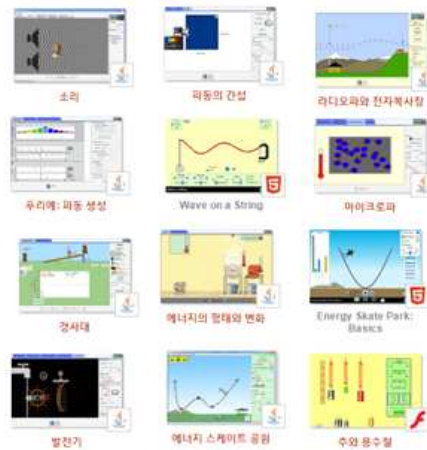 소리
파동의 간섭
라디오파와 전자복사장
푸리에: 파동 생성
Wave on a String
마이크로파
경사대
에너지의 형태와 변화
Energy Skate Park:
Basics
발전기
에너지 스케이트 공원
추와 용수철